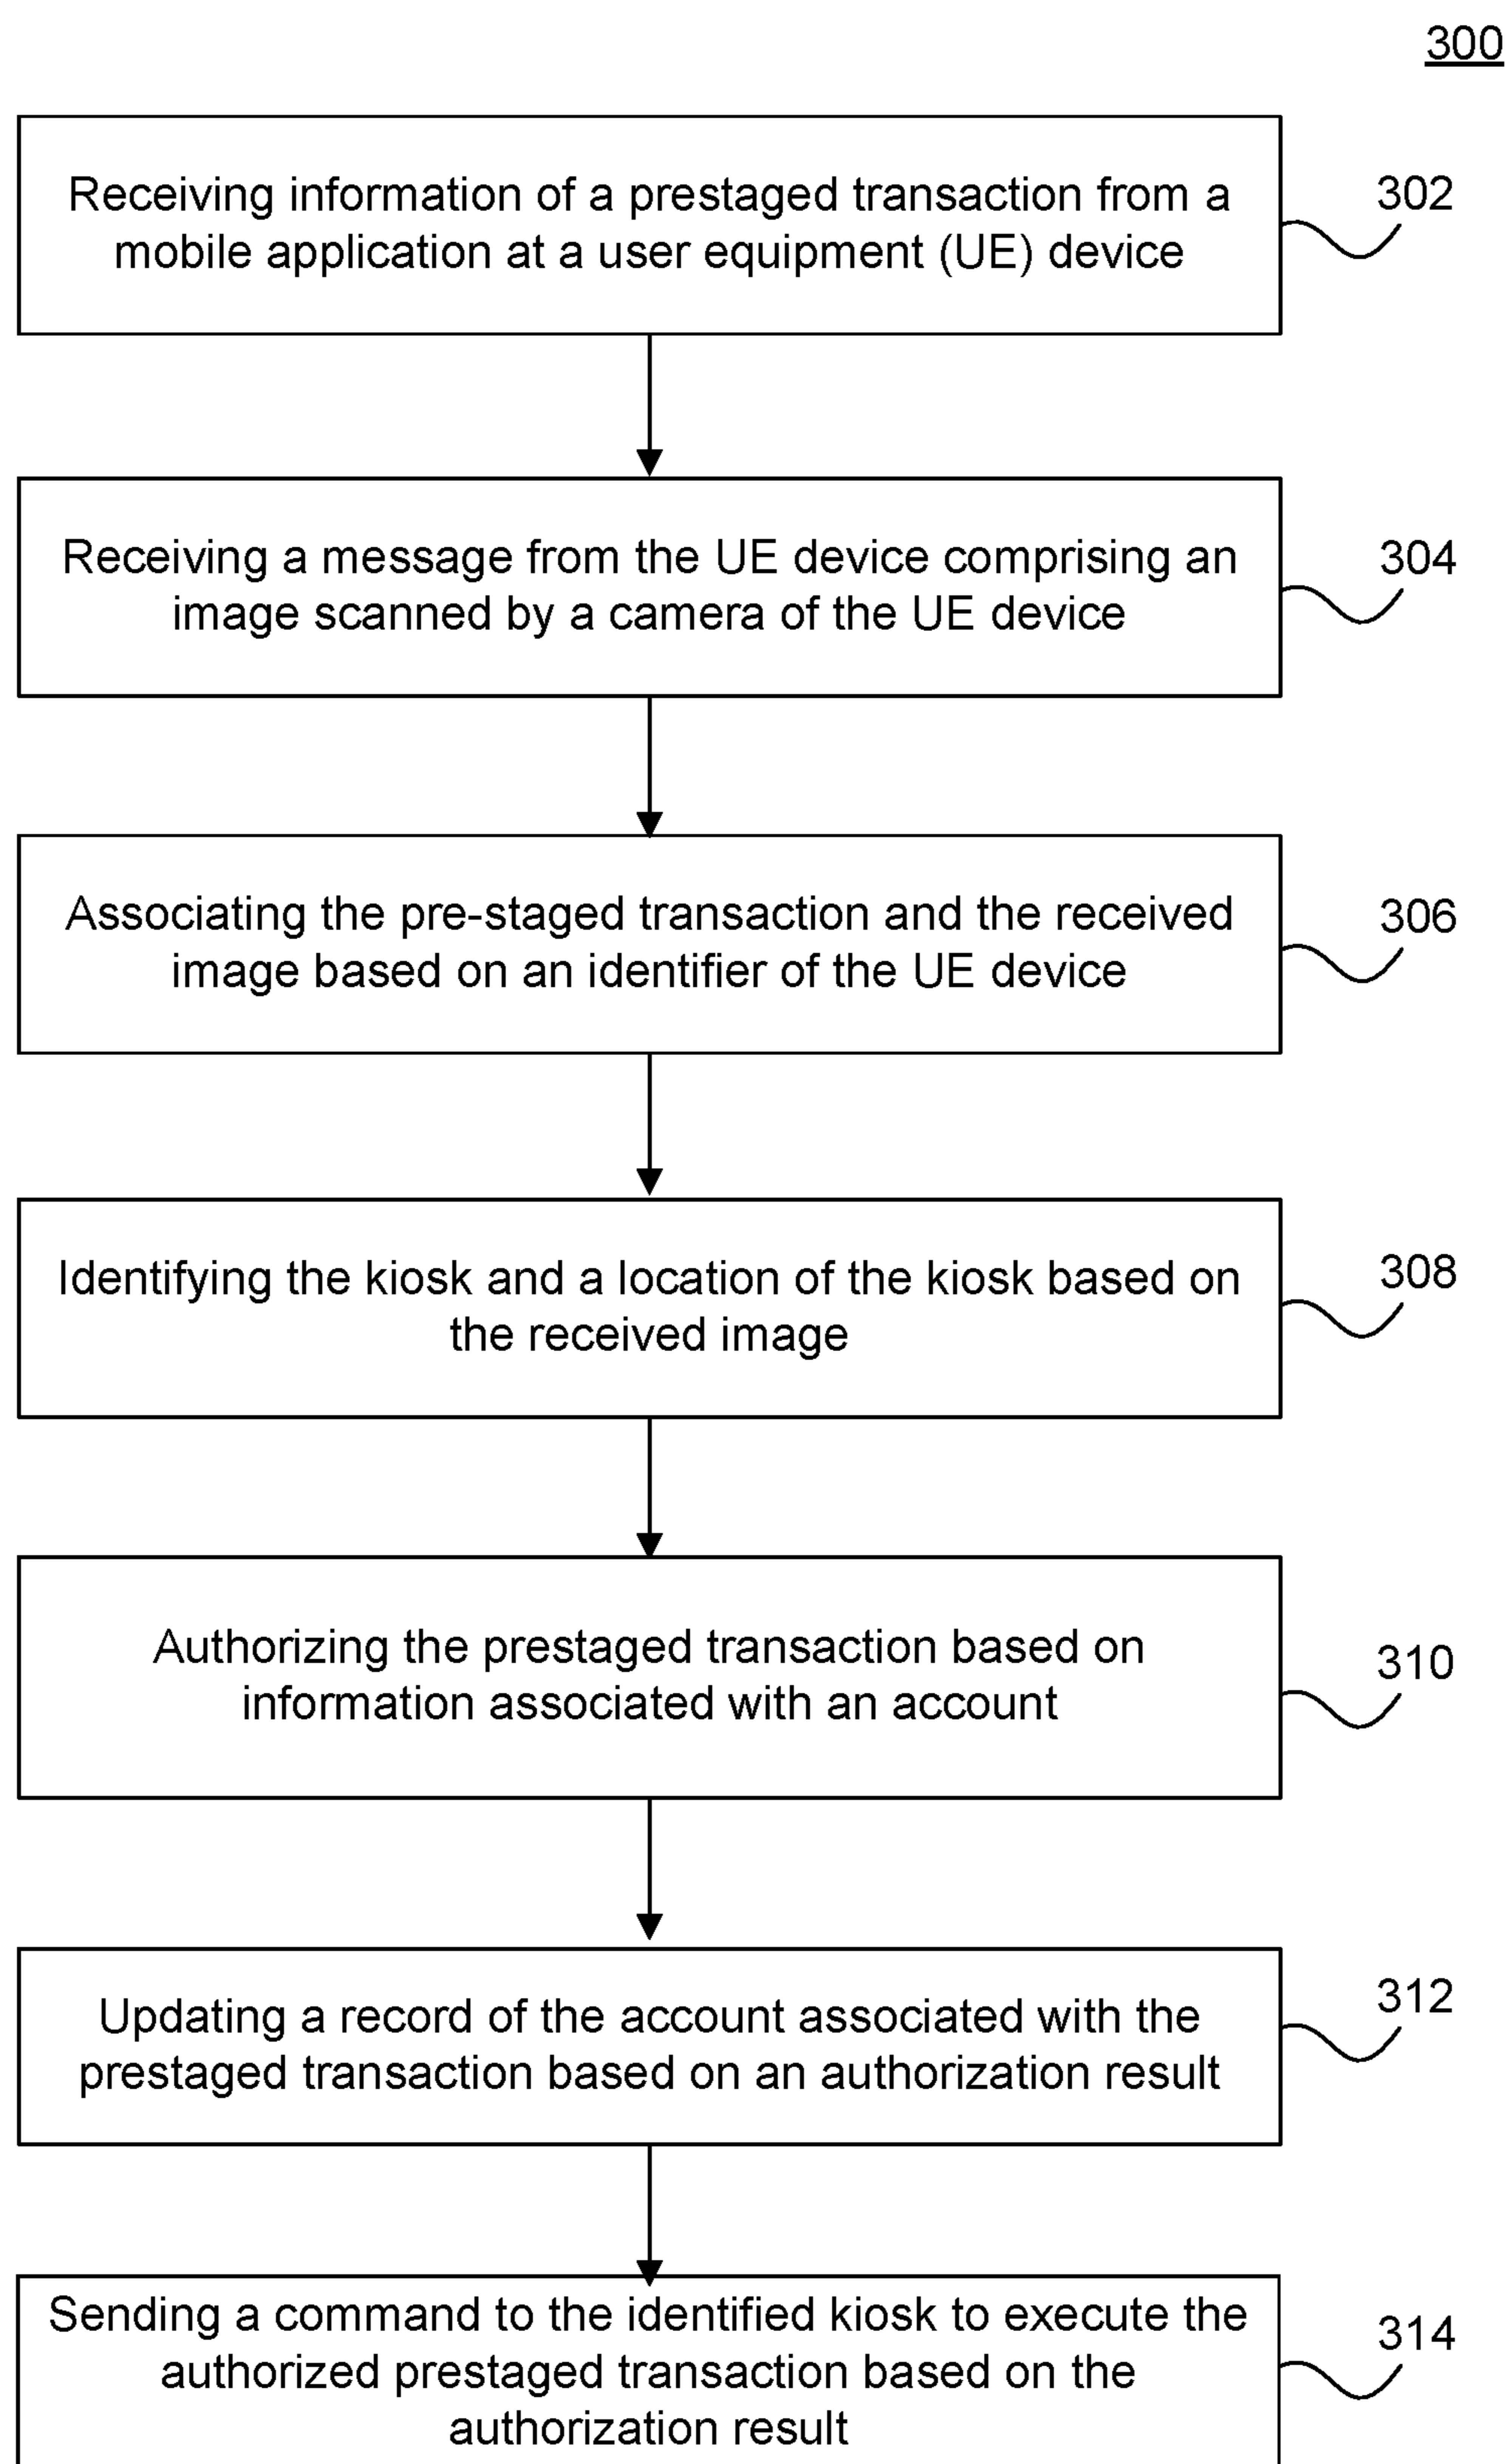 300
Receiving information of a prestaged transaction from a
mobile application at a user equipment (UE) device
302
Receiving a message from the UE device comprising an
image scanned by a camera of the UE device
304
Associating the pre-staged transaction and the received
image based on an identifier of the UE device
306
Identifying the kiosk and a location of the kiosk based on
the received image
308
Authorizing the prestaged transaction based on
information associated with an account
310
Updating a record of the account associated with the
prestaged transaction based on an authorization result
312
Sending a command to the identified kiosk to execute the
authorized prestaged transaction based on the
authorization result
314